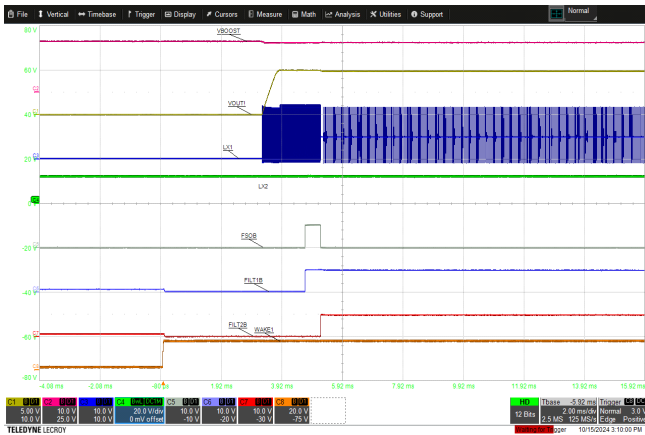 File Vertical Timebase Trigger Display Cursors Measure Math Analysis Utilities Support Normal
80 V
VBOOST
60 V
C2
VOUT1
40 V
LX1
20 V
LX2
0 V
FSOB
-20 V
FILT1B
-40 V
FILT2B WAKE1
-60 V
-80 V
-4.08 ms -2.08 ms 1.92 ms 3.92 ms 5.92 ms 7.92 ms 9.92 ms 11.92 ms 13.92 ms 15.92 ms
C1 C2 C4 C5 C6 C7 C8 HD Tbase -5.92 ms Trigger
5.00 V 10.0 V 10.0 V 20.0 V/div 10.0 V 10.0 V 10.0 V 20.0 V 12 Bits 2.00 ms/div Normal 3.0 V
10.0 V 25.0 V 10.0 V 0 mV offset -10 V -20 V -30 V -75 V 2.5 MS 125 MS/s Edge Positive
TELEDYNE LECROY Waiting for Trigger 10/15/2024 3:10:00 PM